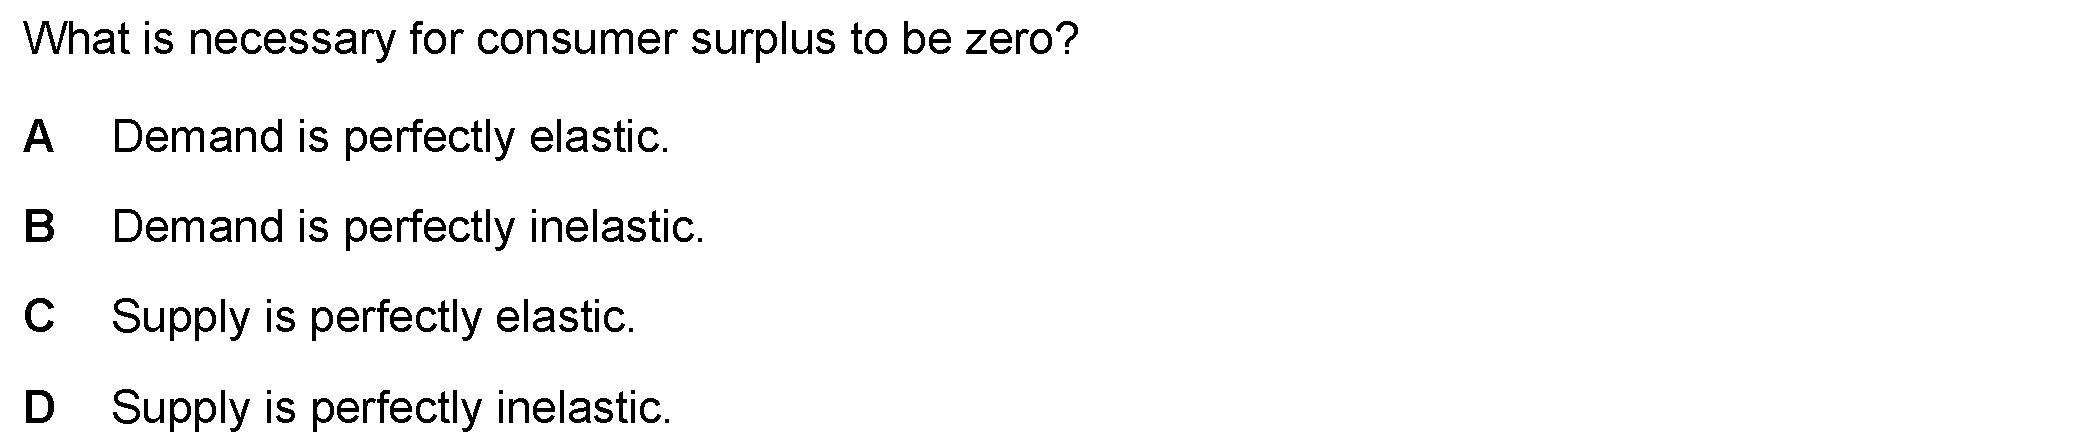 What is necessary for consumer surplus to be zero?
A Demand is perfectly elastic.
B Demand is perfectly inelastic.
C Supply is perfectly elastic.
D Supply is perfectly inelastic.